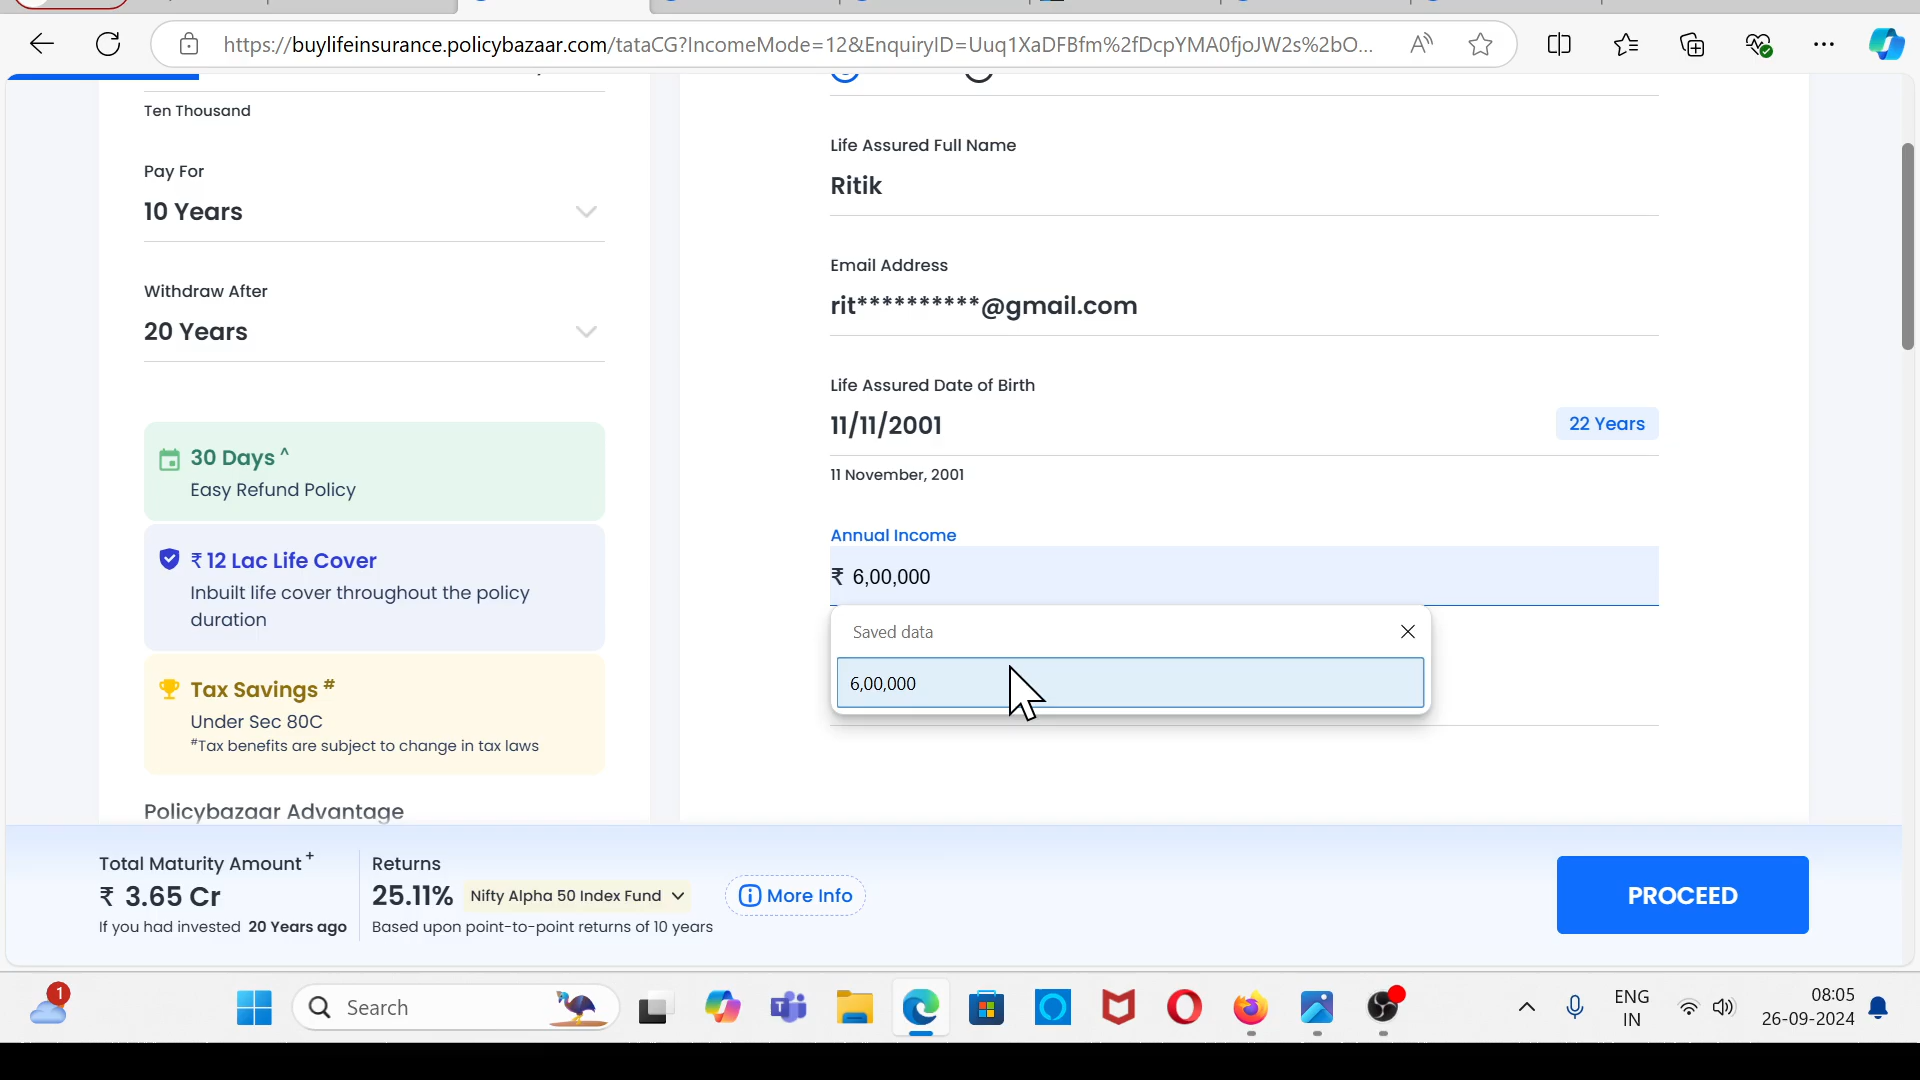 https://buylifeinsurance.policybazaar.com/tataCG?IncomeMode=12&EnquiryID=Uuq1XaDFBfm%2fDcpYMA0fjoJW2s%2bO...
Ten Thousand
Pay For
10 Years
Withdraw After
20 Years
30 Days ^
Easy Refund Policy
₹ 12 Lac Life Cover
Inbuilt life cover throughout the policy
duration
Tax Savings #
Under Sec 80C
#Tax benefits are subject to change in tax laws
Policybazaar Advantage
Life Assured Full Name
Ritik
Email Address
rit**********@gmail.com
Life Assured Date of Birth
11/11/2001
22 Years
11 November, 2001
Annual Income
₹ 6,00,000
Saved data
6,00,000
Total Maturity Amount +
₹ 3.65 Cr
If you had invested 20 Years ago
Returns
25.11% Nifty Alpha 50 Index Fund
Based upon point-to-point returns of 10 years
More Info
PROCEED
1
Search
ENG
IN
08:05
26-09-2024